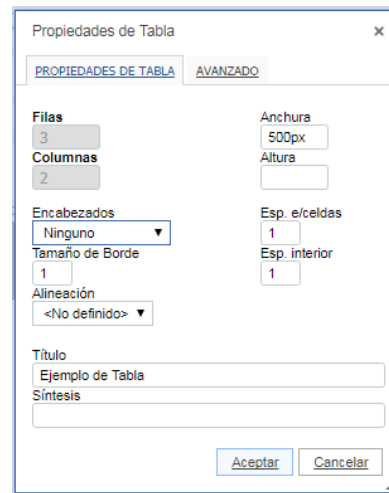 Propiedades de Tabla ×
PROPIEDADES DE TABLA AVANZADO
Filas Anchura
3 500px
Columnas Altura
2
Encabezados Esp. e/celdas
Ninguno 1
Tamaño de Borde Esp. interior
1 1
Alineación
<No definido>
Título
Ejemplo de Tabla
Síntesis
Aceptar Cancelar